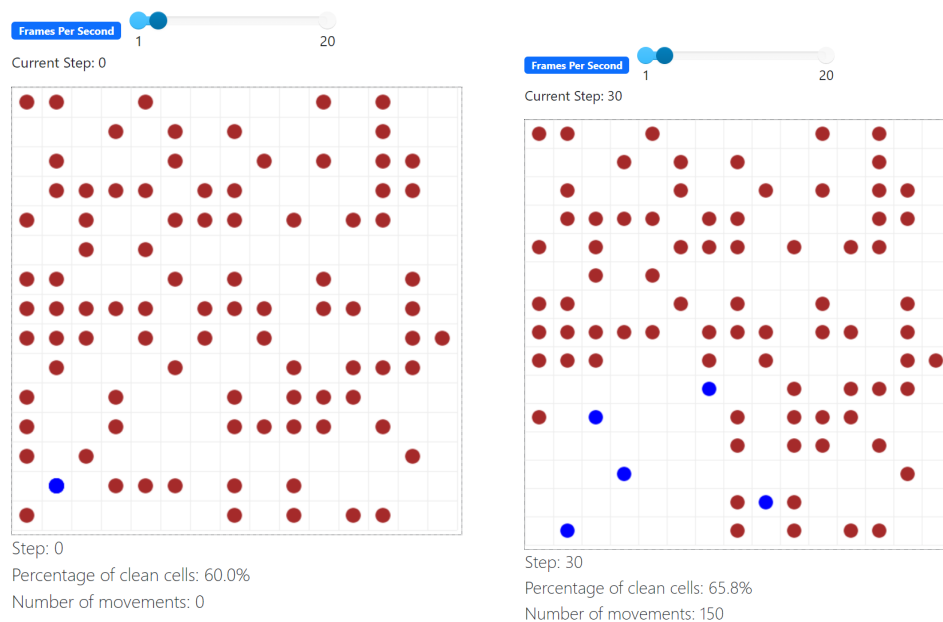 Frames Per Second
1 20
Current Step: 0
Step: 0
Percentage of clean cells: 60.0%
Number of movements: 0
Frames Per Second
1 20
Current Step: 30
Step: 30
Percentage of clean cells: 65.8%
Number of movements: 150